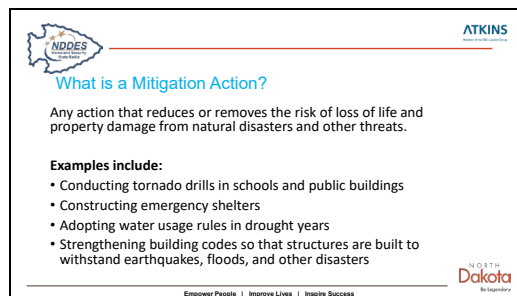 NDDES
Homeland Security
State Radio
ATKINS
Member of the SNC-Lavalin Group
What is a Mitigation Action?
Any action that reduces or removes the risk of loss of life and
property damage from natural disasters and other threats.
Examples include:
• Conducting tornado drills in schools and public buildings
• Constructing emergency shelters
• Adopting water usage rules in drought years
• Strengthening building codes so that structures are built to
withstand earthquakes, floods, and other disasters
NORTH
Dakota
Be Legendary
Empower People | Improve Lives | Inspire Success